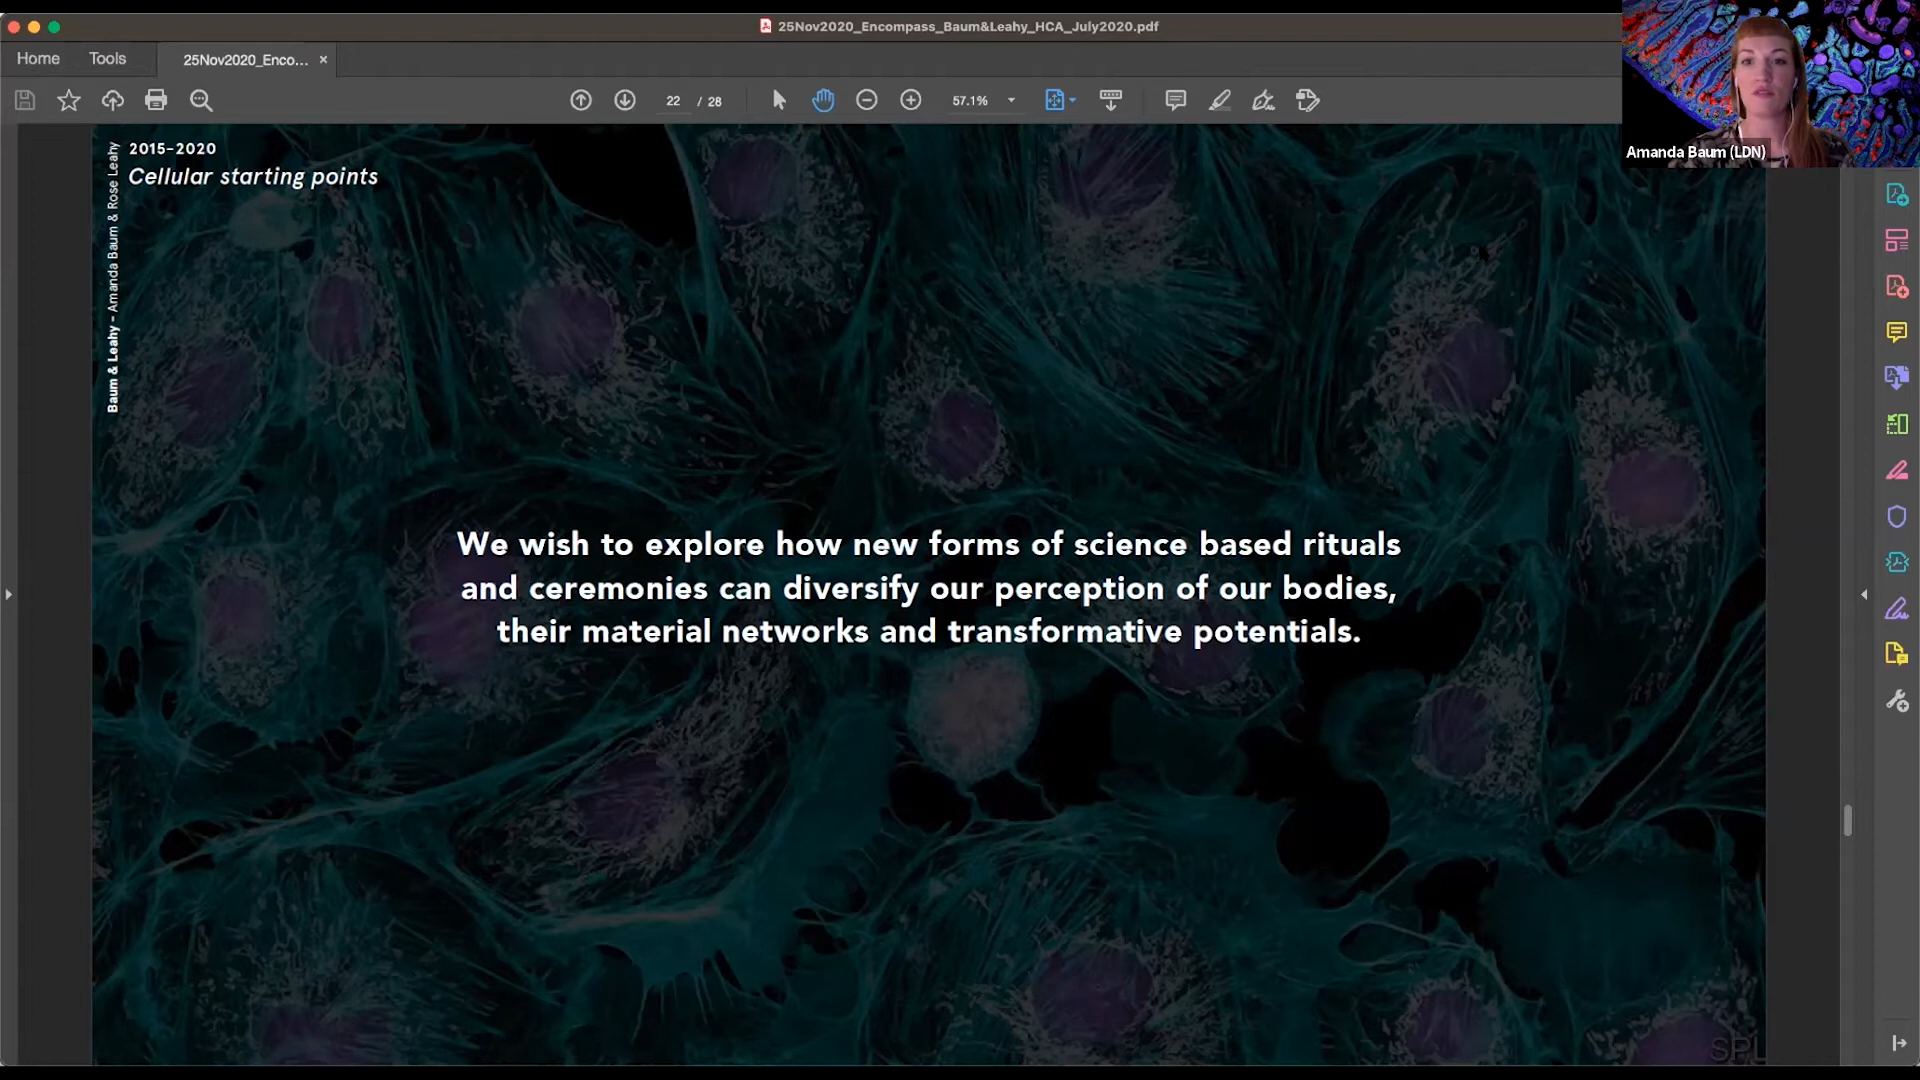 25Nov2020_Encompass_Baum&Leahy_HCA_July2020.pdf
Home
Tools
25Nov2020_Enco...
22 / 28
57.1%
Amanda Baum (LDN)
2015–2020
Cellular starting points
Baum & Leahy – Amanda Baum & Rose Leahy
We wish to explore how new forms of science based rituals
and ceremonies can diversify our perception of our bodies,
their material networks and transformative potentials.
SPL